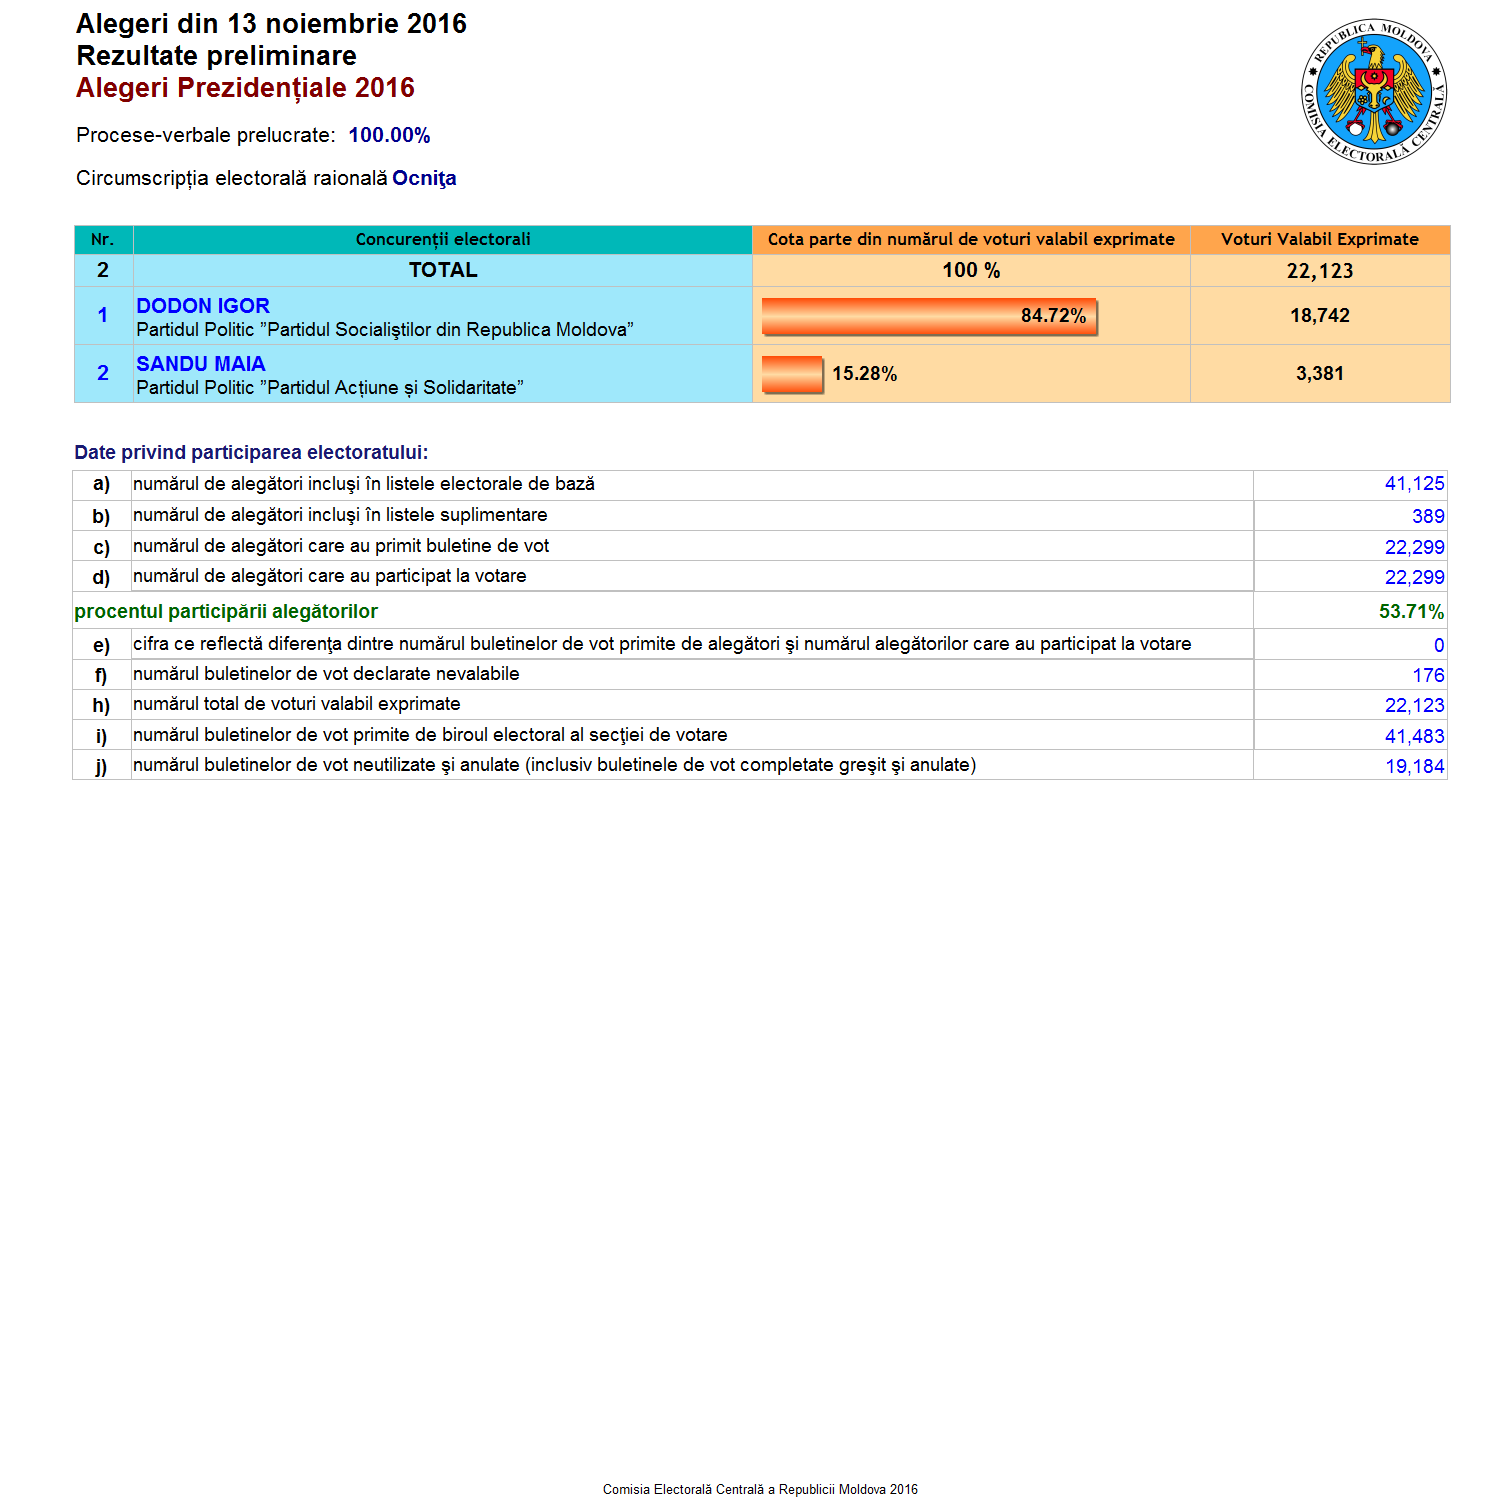 Alegeri din 13 noiembrie 2016
Rezultate preliminare
Alegeri Prezidențiale 2016
Procese-verbale prelucrate: 100.00%
Circumscripția electorală raională Ocniţa
REPUBLICA MOLDOVA
COMISIA ELECTORALĂ CENTRALĂ
Nr. Concurenții electorali Cota parte din numărul de voturi valabil exprimate Voturi Valabil Exprimate
2 TOTAL 100 % 22,123
1 DODON IGOR 84.72% 18,742
Partidul Politic ”Partidul Socialiştilor din Republica Moldova”
2 SANDU MAIA 15.28% 3,381
Partidul Politic ”Partidul Acțiune și Solidaritate”
Date privind participarea electoratului:
a) numărul de alegători incluşi în listele electorale de bază 41,125
b) numărul de alegători incluşi în listele suplimentare 389
c) numărul de alegători care au primit buletine de vot 22,299
d) numărul de alegători care au participat la votare 22,299
procentul participării alegătorilor 53.71%
e) cifra ce reflectă diferenţa dintre numărul buletinelor de vot primite de alegători şi numărul alegătorilor care au participat la votare 0
f) numărul buletinelor de vot declarate nevalabile 176
h) numărul total de voturi valabil exprimate 22,123
i) numărul buletinelor de vot primite de biroul electoral al secţiei de votare 41,483
j) numărul buletinelor de vot neutilizate şi anulate (inclusiv buletinele de vot completate greşit şi anulate) 19,184
Comisia Electorală Centrală a Republicii Moldova 2016